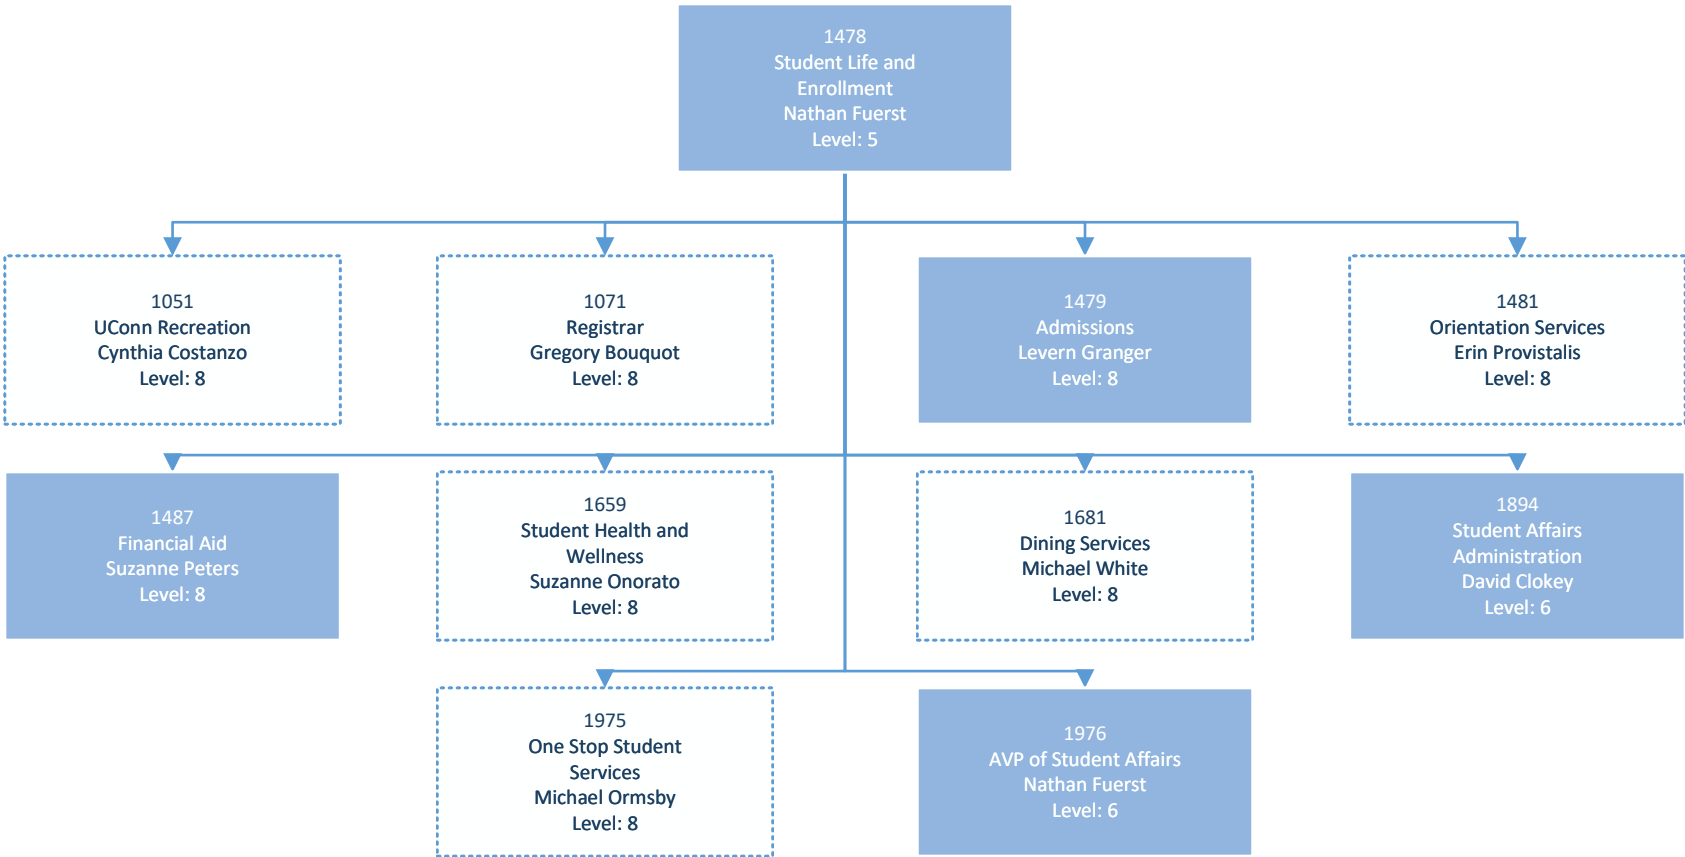 1478
Student Life and
Enrollment
Nathan Fuerst
Level: 5
1051
UConn Recreation
Cynthia Costanzo
Level: 8
1071
Registrar
Gregory Bouquot
Level: 8
1479
Admissions
Levern Granger
Level: 8
1481
Orientation Services
Erin Provistalis
Level: 8
1487
Financial Aid
Suzanne Peters
Level: 8
1659
Student Health and
Wellness
Suzanne Onorato
Level: 8
1681
Dining Services
Michael White
Level: 8
1894
Student Affairs
Administration
David Clokey
Level: 6
1975
One Stop Student
Services
Michael Ormsby
Level: 8
1976
AVP of Student Affairs
Nathan Fuerst
Level: 6